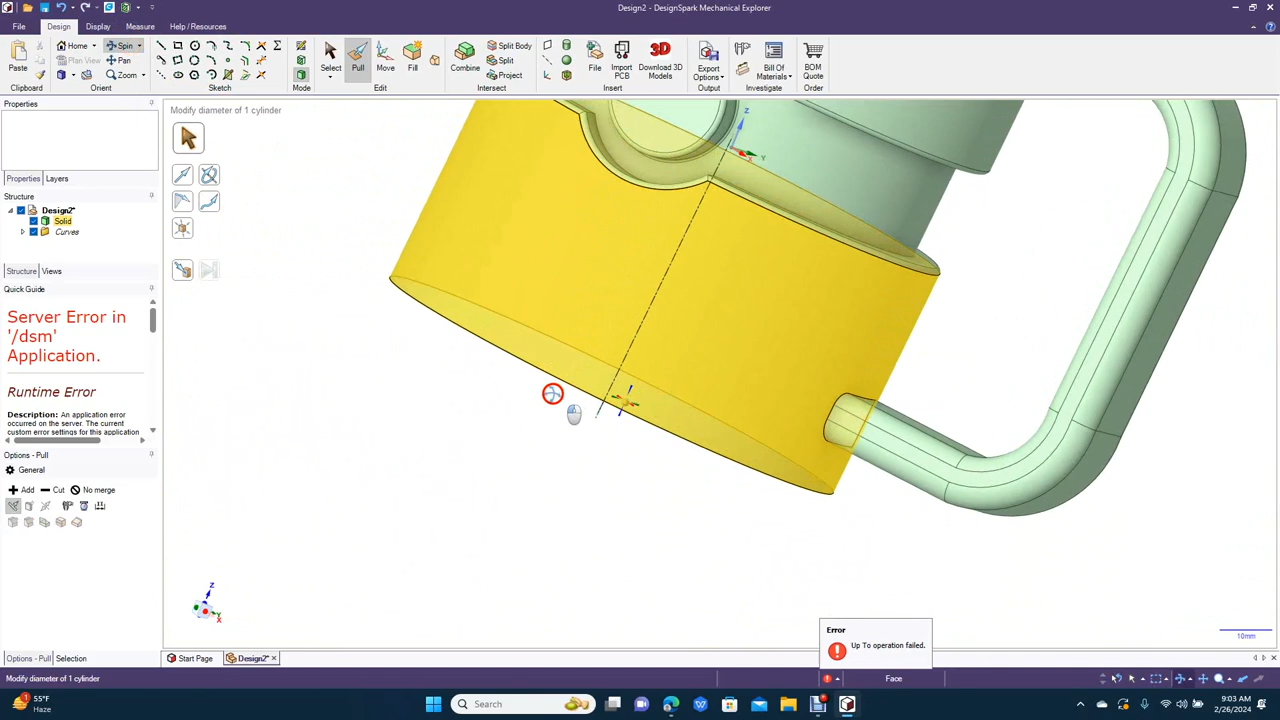 Design2 - DesignSpark Mechanical Explorer
File
Design
Display
Measure
Help / Resources
Paste
Home
Spin
Plan View
Pan
Zoom
Select
Pull
Move
Fill
Combine
Split Body
Split
Project
File
Import PCB
Download 3D Models
3D
Export Options
Bill Of Materials
BOM Quote
Clipboard
Orient
Sketch
Mode
Edit
Intersect
Insert
Output
Investigate
Order
Properties
Modify diameter of 1 cylinder
Properties
Layers
Structure
Design2*
Solid
Curves
Structure
Views
Quick Guide
Server Error in
'/dsm'
Application.
Runtime Error
Description: An application error
occurred on the server. The current
custom error settings for this application
Options - Pull
General
Add
Cut
No merge
Z
Y
X
Z
Y
X
Error
Up To operation failed.
10mm
Options - Pull
Selection
Start Page
Design2*
Modify diameter of 1 cylinder
Face
55°F
Haze
Search
9:03 AM
2/26/2024